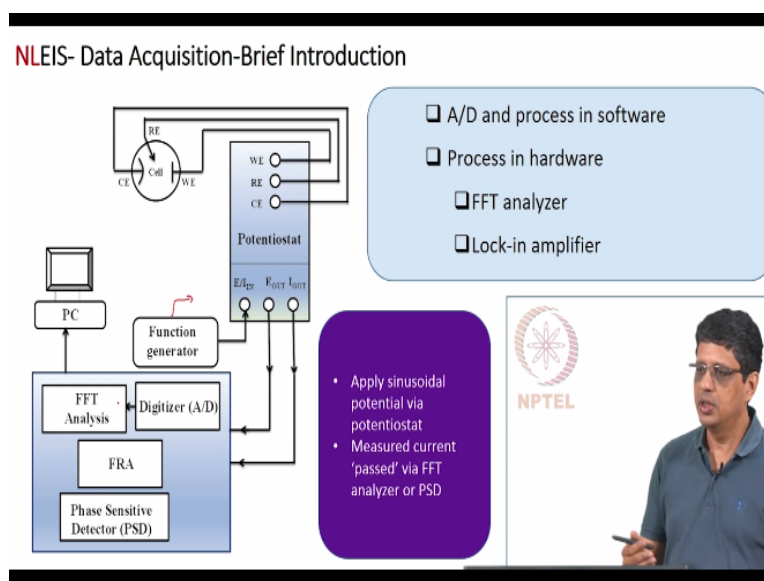 NLEIS- Data Acquisition-Brief Introduction
RE
Cell
CE
WE
WE
RE
CE
Potentiostat
E/I_IN E_OUT I_OUT
PC
Function
generator
FFT
Analysis
Digitizer (A/D)
FRA
Phase Sensitive
Detector (PSD)
❑ A/D and process in software
❑ Process in hardware
❑ FFT analyzer
❑ Lock-in amplifier
• Apply sinusoidal
potential via
potentiostat
• Measured current
'passed' via FFT
analyzer or PSD
NPTEL